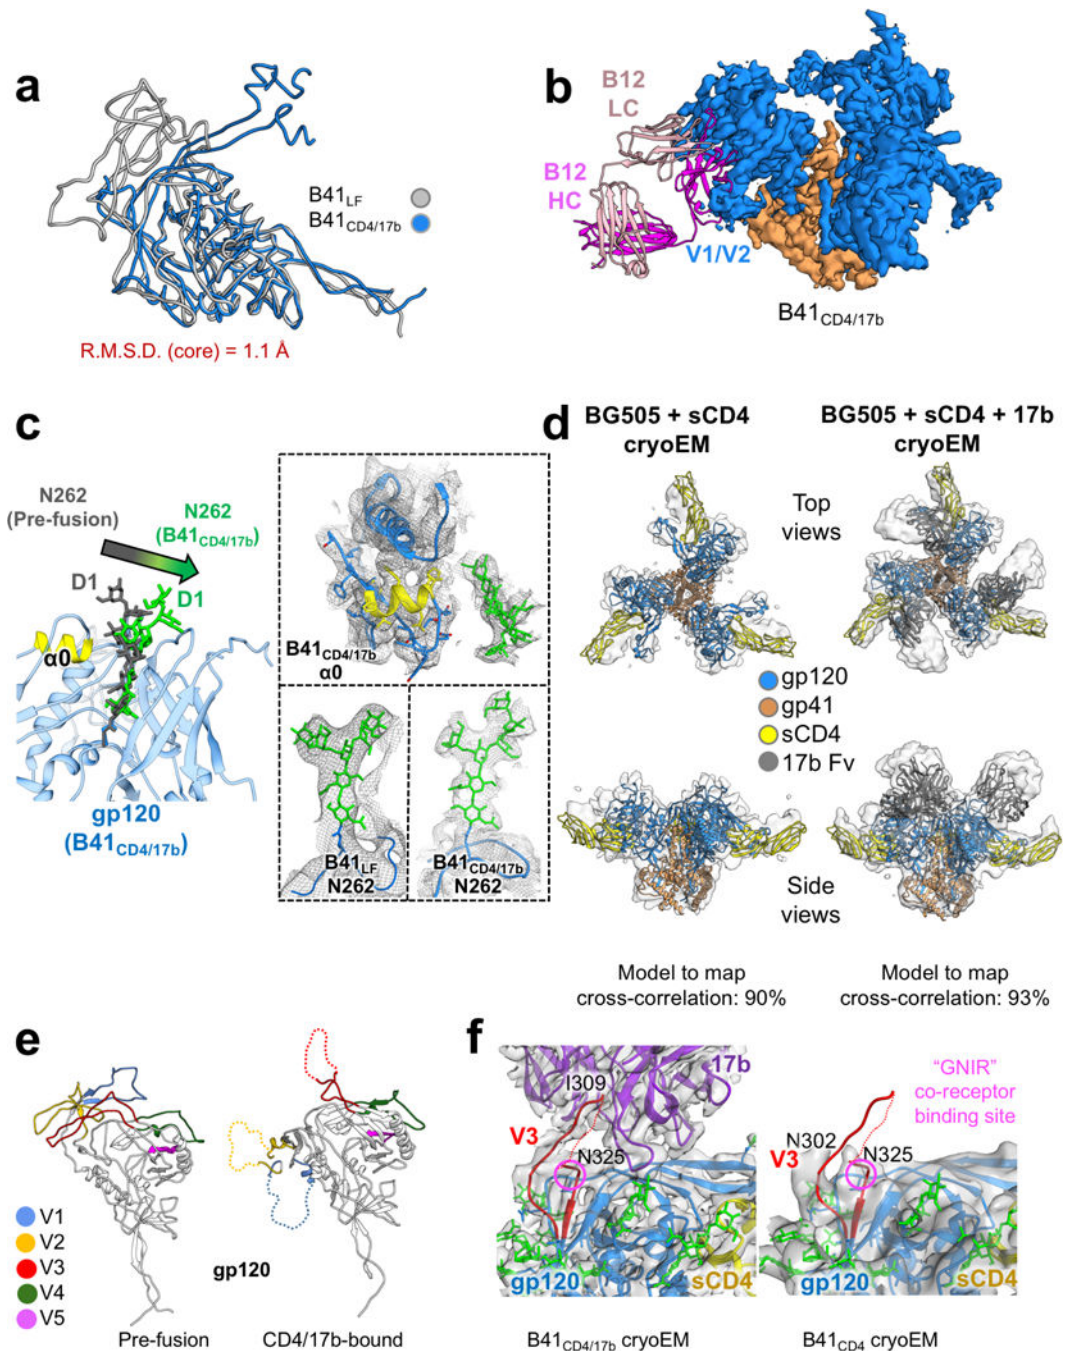 a
B41LF
B41CD4/17b
R.M.S.D. (core) = 1.1 Å
b
B12
LC
B12
HC
V1/V2
B41CD4/17b
c
N262
(Pre-fusion)
N262
(B41CD4/17b)
D1
D1
α0
gp120
(B41CD4/17b)
B41CD4/17b
α0
B41LF
N262
B41CD4/17b
N262
d
BG505 + sCD4
cryoEM
BG505 + sCD4 + 17b
cryoEM
Top
views
gp120
gp41
sCD4
17b Fv
Side
views
Model to map
cross-correlation: 90%
Model to map
cross-correlation: 93%
e
V1
V2
V3
V4
V5
gp120
Pre-fusion
CD4/17b-bound
f
17b
I309
V3
N325
gp120
sCD4
B41CD4/17b cryoEM
"GNIR"
co-receptor
binding site
N302
V3
N325
gp120
sCD4
B41CD4 cryoEM